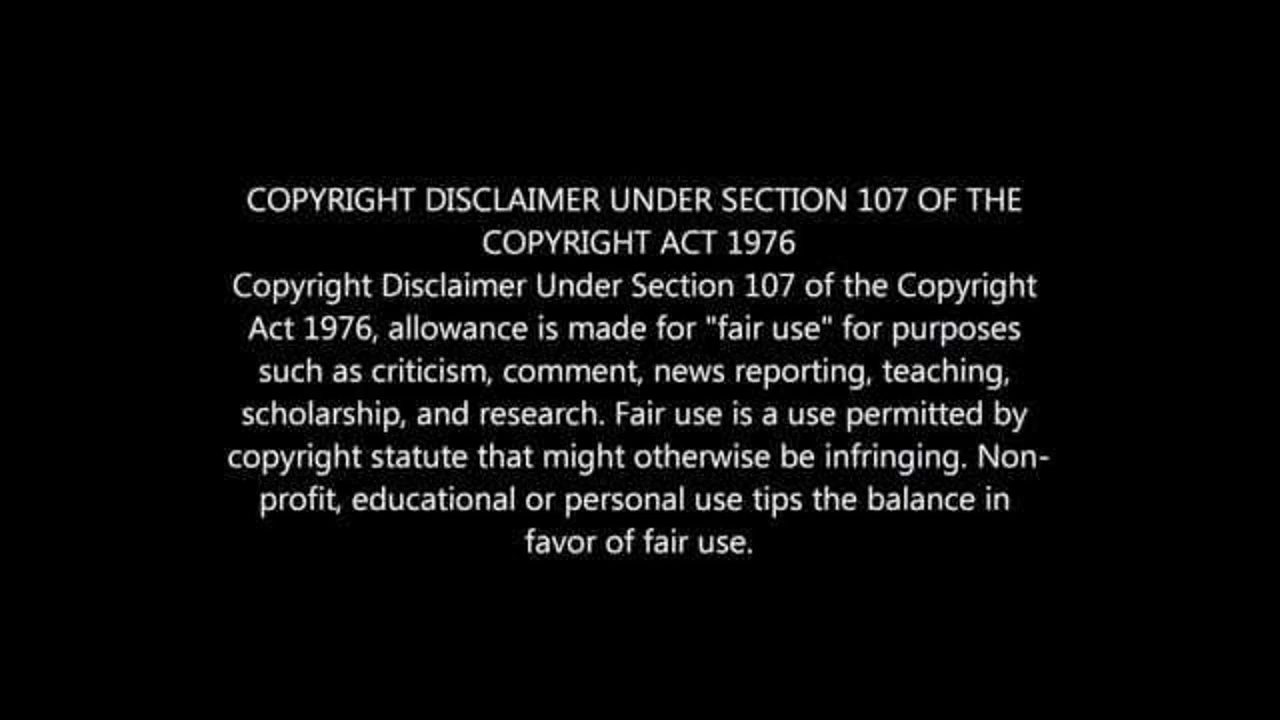 COPYRIGHT DISCLAIMER UNDER SECTION 107 OF THE
COPYRIGHT ACT 1976
Copyright Disclaimer Under Section 107 of the Copyright
Act 1976, allowance is made for "fair use" for purposes
such as criticism, comment, news reporting, teaching,
scholarship, and research. Fair use is a use permitted by
copyright statute that might otherwise be infringing. Non-
profit, educational or personal use tips the balance in
favor of fair use.